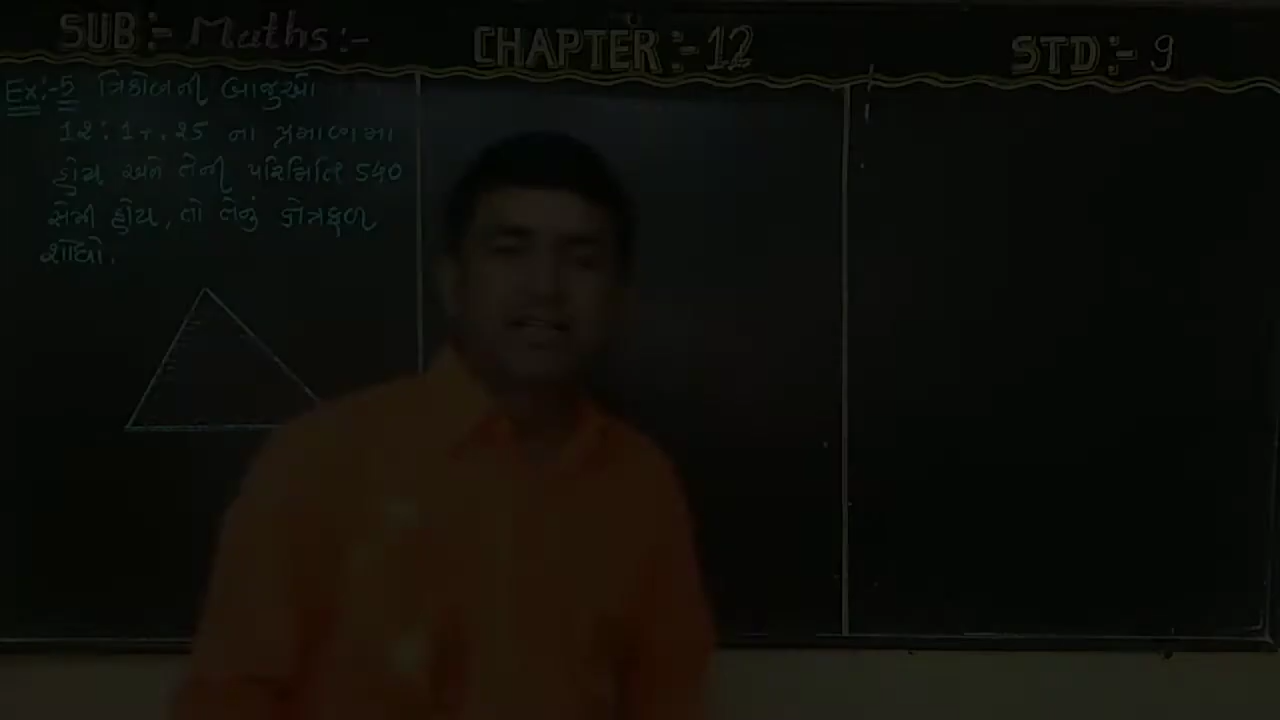 SUB:- Maths:-
CHAPTER:-12
STD:-9
Ex:-5 ત્રિકોણની બાજુઓ
12:17:25 ના પ્રમાણમા
હોય અને તેની પરિમિતિ 540
સેમી હોય, તો તેનું ક્ષેત્રફળ
શોધો.